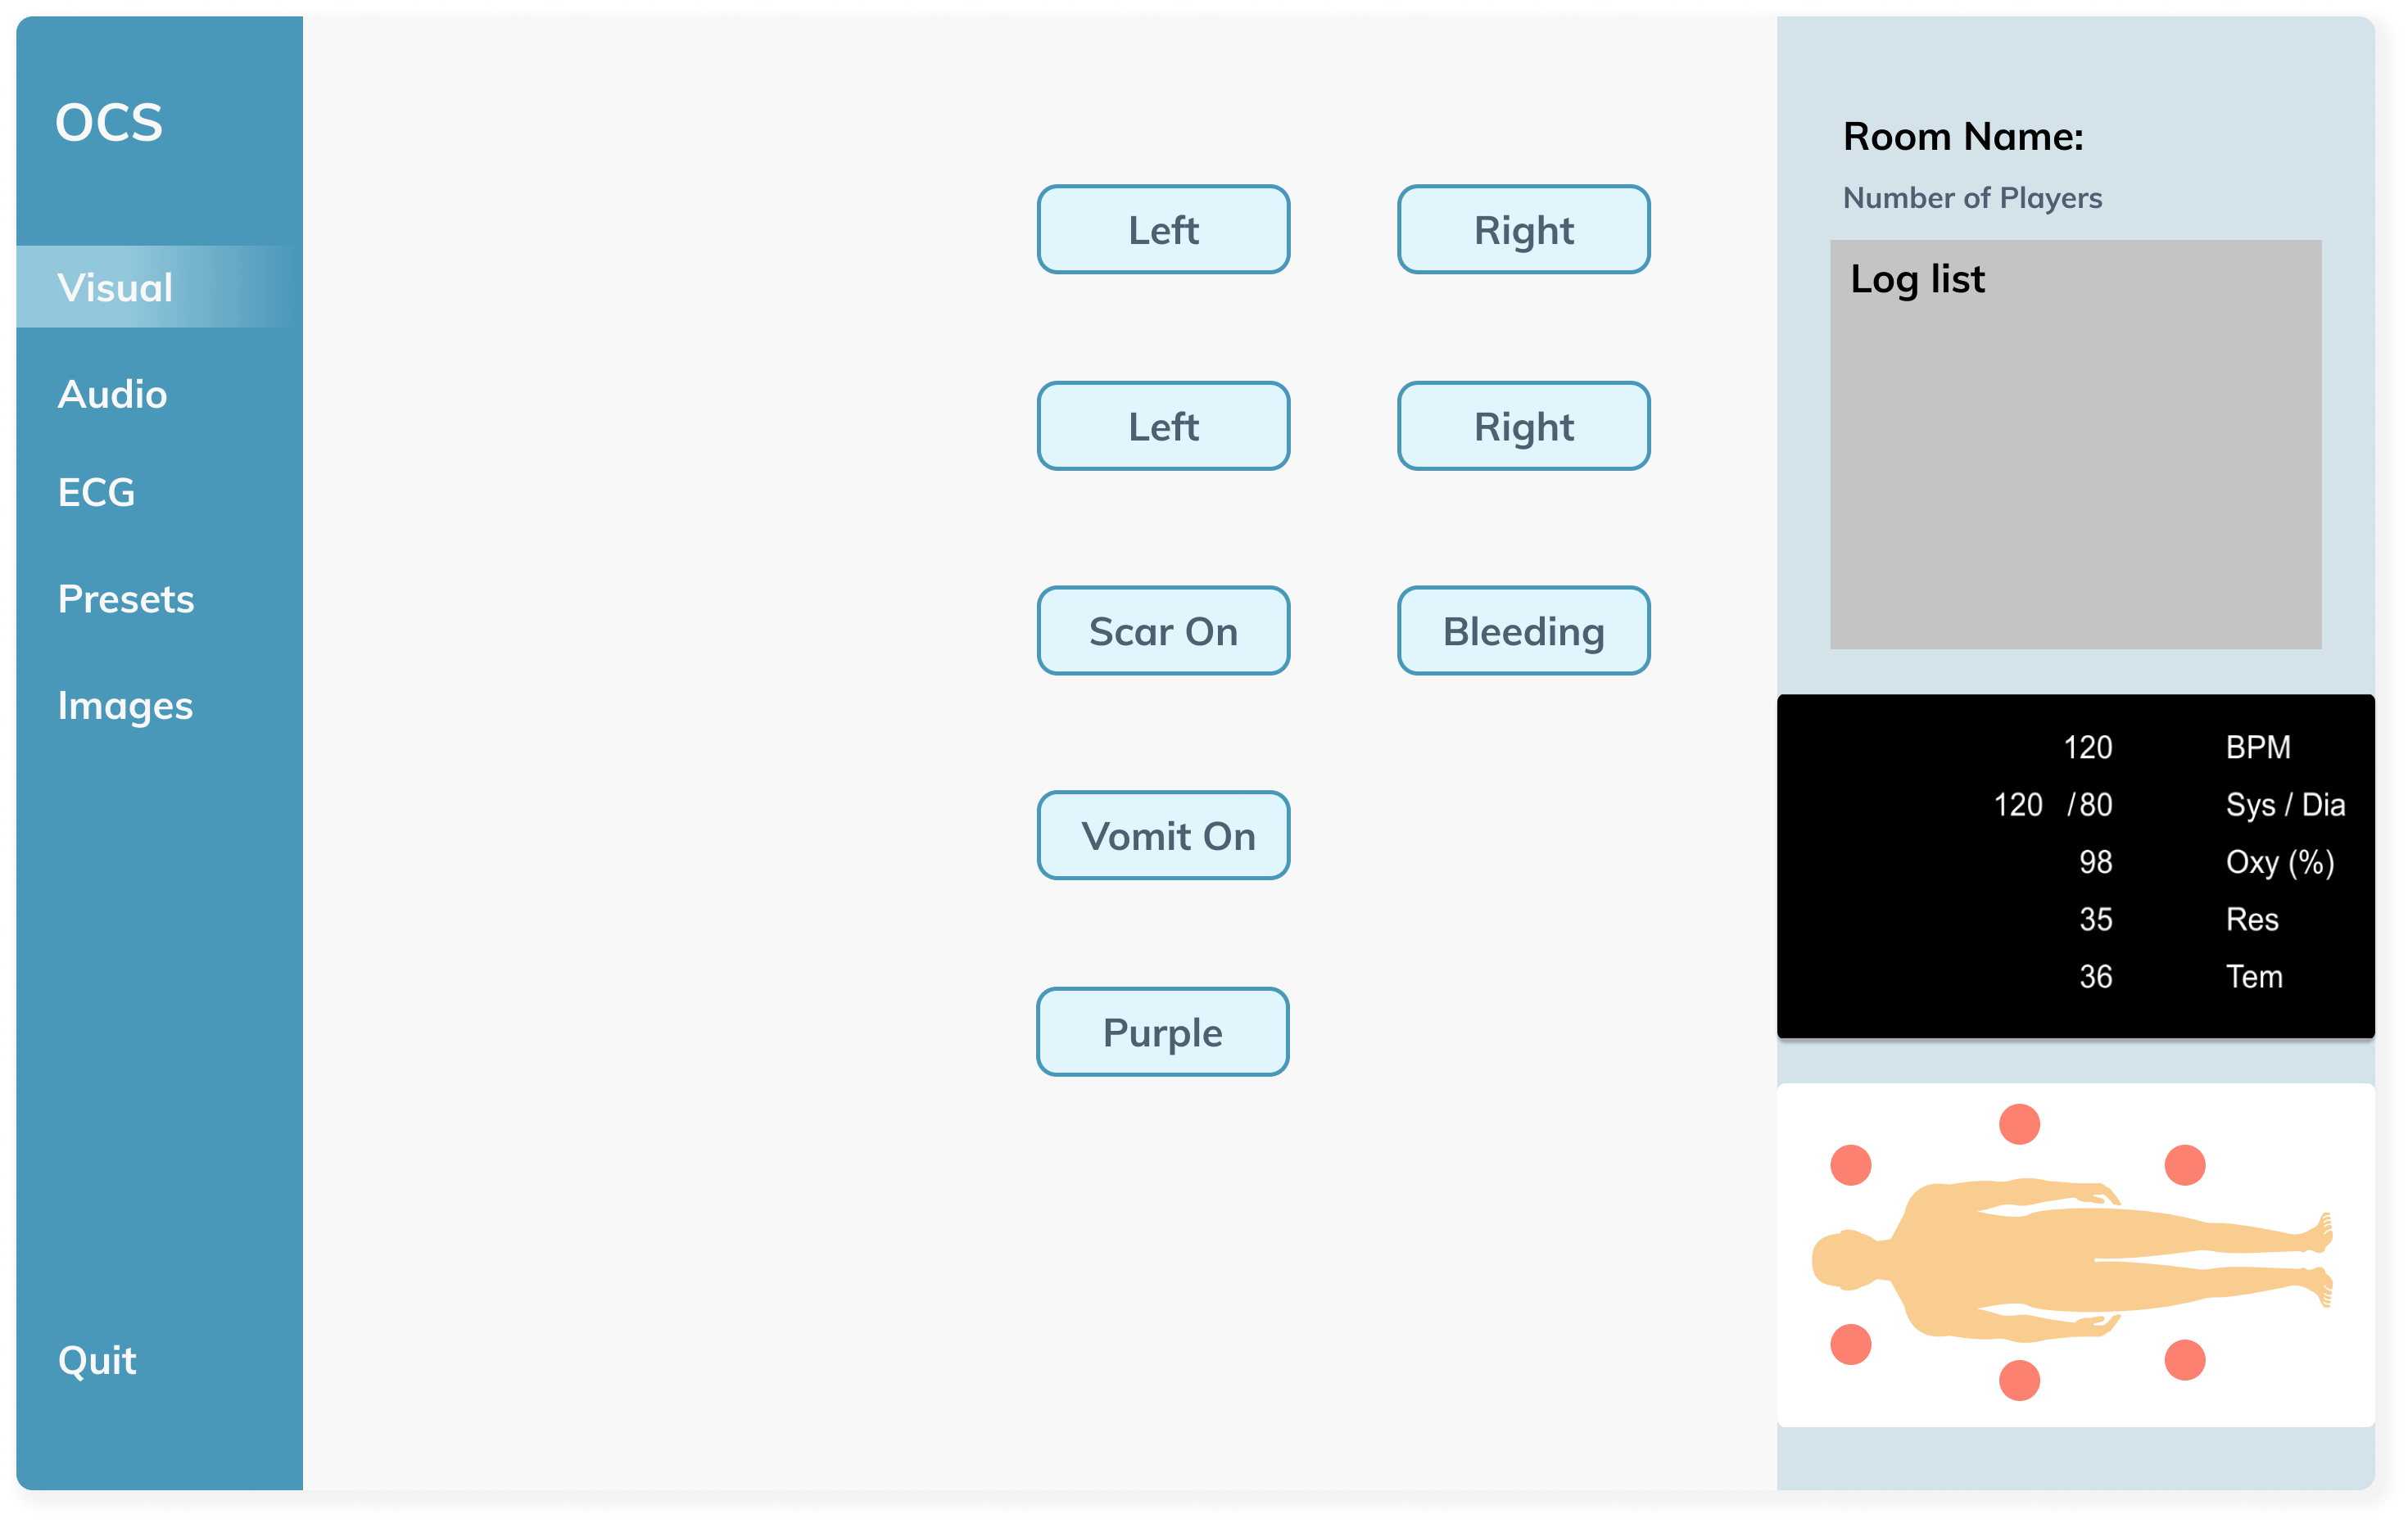 OCS
Visual
Audio
ECG
Presets
Images
Quit
Left Right
Left Right
Scar On Bleeding
Vomit On
Purple
Room Name:
Number of Players
Log list
120 BPM
120 /80 Sys / Dia
98 Oxy (%)
35 Res
36 Tem